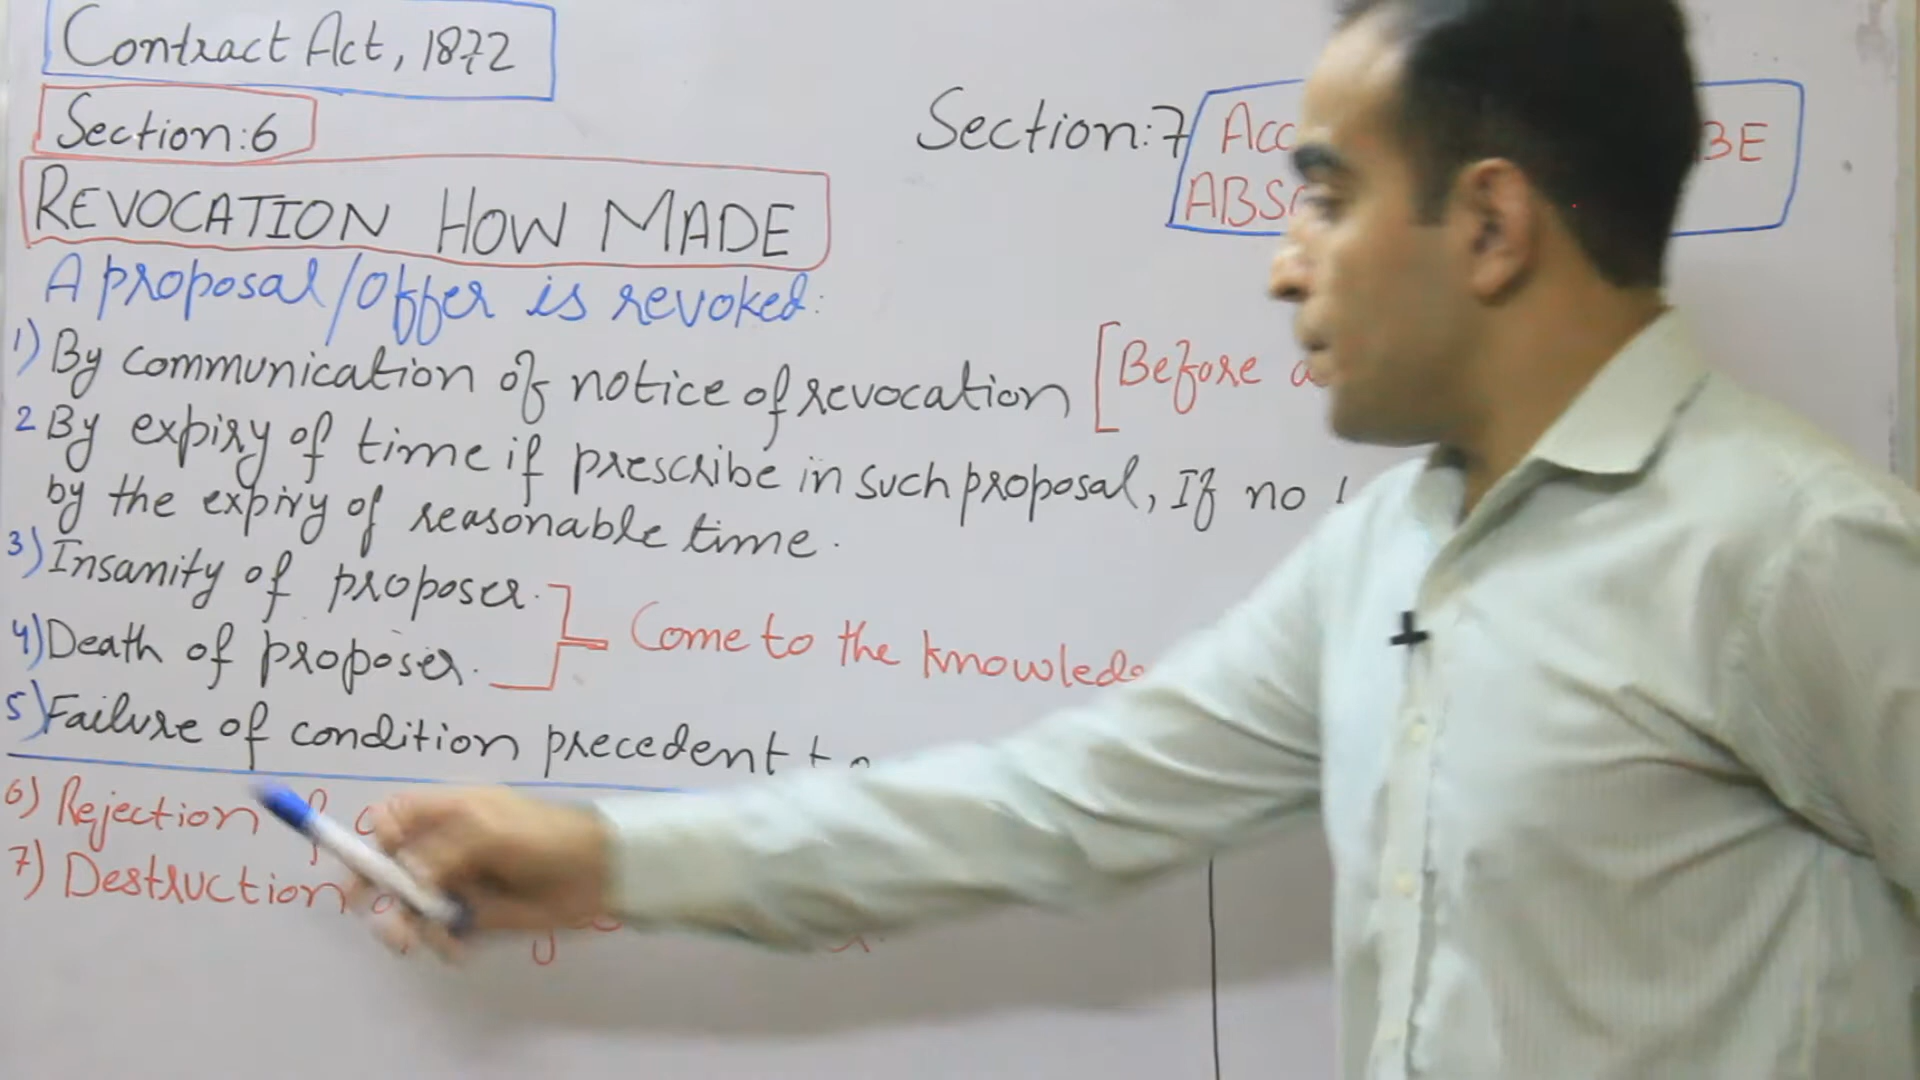 Contract Act, 1872
Section:6
REVOCATION HOW MADE
A proposal/Offer is revoked:
1) By communication of notice of revocation [Before
2 By expiry of time if prescribe in such proposal, If no
by the expiry of reasonable time.
3) Insanity of proposer.
4) Death of proposer.
Come to the
5) Failure of condition precedent
6) Rejection
7) Destruction
Section:7
BE